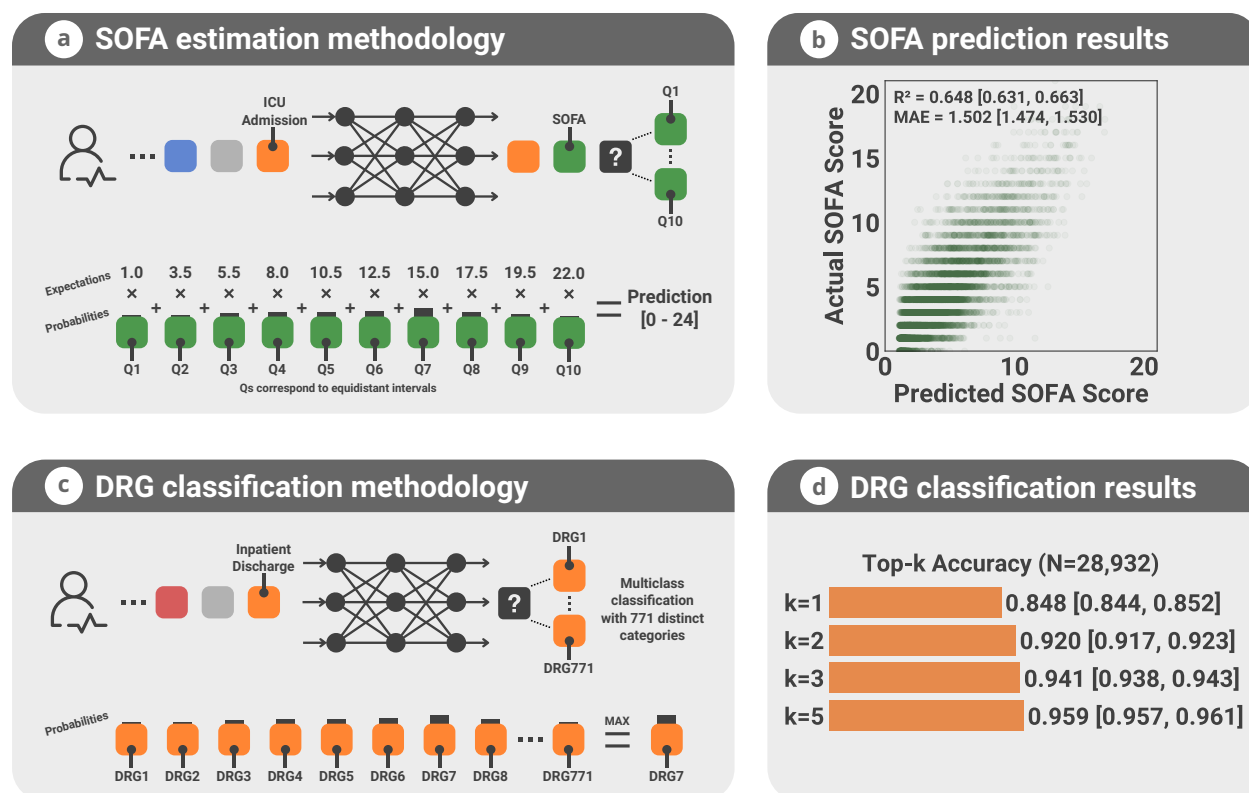 a SOFA estimation methodology
ICU
Admission
SOFA
?
Q1
Q10
Expectations 1.0 3.5 5.5 8.0 10.5 12.5 15.0 17.5 19.5 22.0
× × × × × × × × × ×
Probabilities + + + + + + + + + = Prediction
[0 - 24]
Q1 Q2 Q3 Q4 Q5 Q6 Q7 Q8 Q9 Q10
Qs correspond to equidistant intervals
b SOFA prediction results
R² = 0.648 [0.631, 0.663]
MAE = 1.502 [1.474, 1.530]
Actual SOFA Score
20
15
10
5
0
0 10 20
Predicted SOFA Score
c DRG classification methodology
Inpatient
Discharge
?
DRG1
DRG771
Multiclass
classification
with 771 distinct
categories
Probabilities
MAX
=
DRG1 DRG2 DRG3 DRG4 DRG5 DRG6 DRG7 DRG8 DRG771 DRG7
d DRG classification results
Top-k Accuracy (N=28,932)
k=1 0.848 [0.844, 0.852]
k=2 0.920 [0.917, 0.923]
k=3 0.941 [0.938, 0.943]
k=5 0.959 [0.957, 0.961]